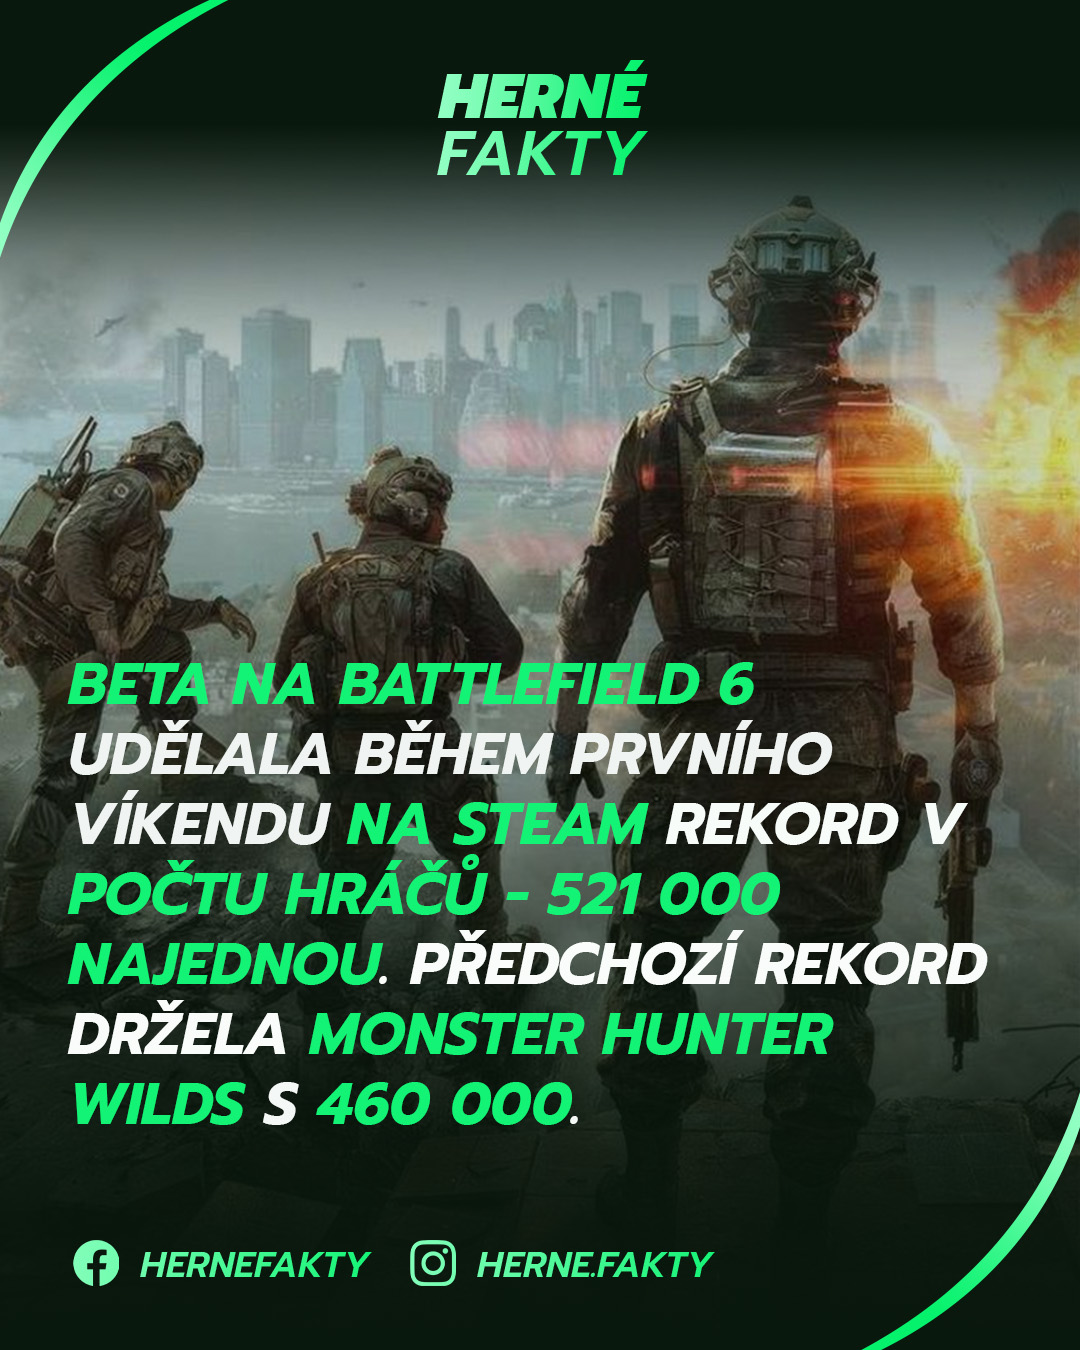 HERNÉ
FAKTY
BETA NA BATTLEFIELD 6
UDĚLALA BĚHEM PRVNÍHO
VÍKENDU NA STEAM REKORD V
POČTU HRÁČŮ - 521 000
NAJEDNOU. PŘEDCHOZÍ REKORD
DRŽELA MONSTER HUNTER
WILDS S 460 000.
HERNEFAKTY HERNE.FAKTY